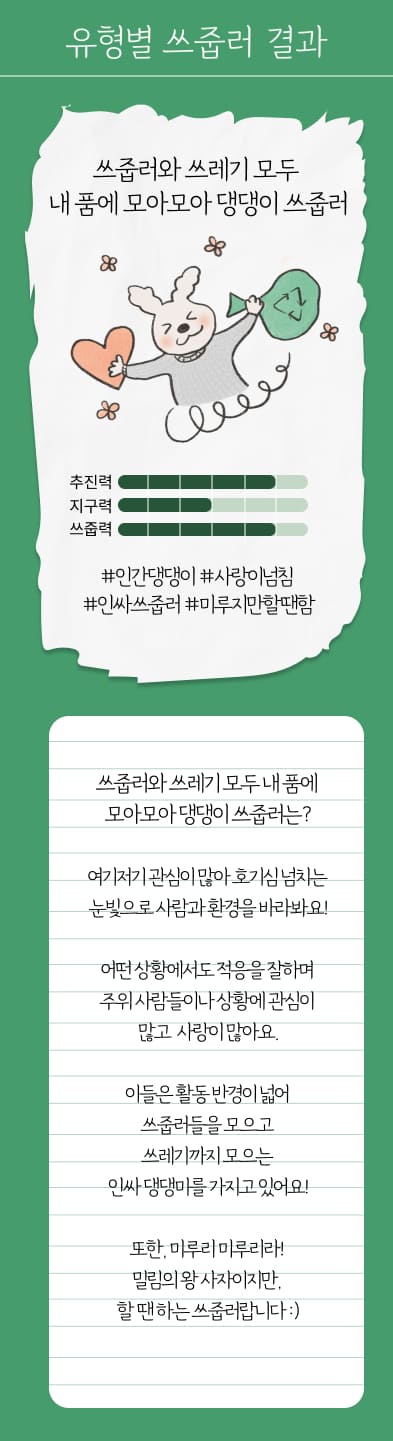 유형별 쓰줍러 결과
쓰줍러와 쓰레기 모두
내 품에 모아모아 댕댕이 쓰줍러
추진력
지구력
쓰줍력
#인간댕댕이 #사랑이넘침
#인싸쓰줍러 #미루지만할땐함
쓰줍러와 쓰레기 모두 내 품에
모아모아 댕댕이 쓰줍러는?
여기저기 관심이 많아 호기심 넘치는
눈빛으로 사람과 환경을 바라봐요!
어떤 상황에서도 적응을 잘하며
주위 사람들이나 상황에 관심이
많고 사랑이 많아요.
이들은 활동 반경이 넓어
쓰줍러들을 모으고
쓰레기까지 모으는
인싸 댕댕미를 가지고 있어요!
또한, 미루리 미루리라!
밀림의 왕 사자이지만,
할 땐 하는 쓰줍러랍니다 :)